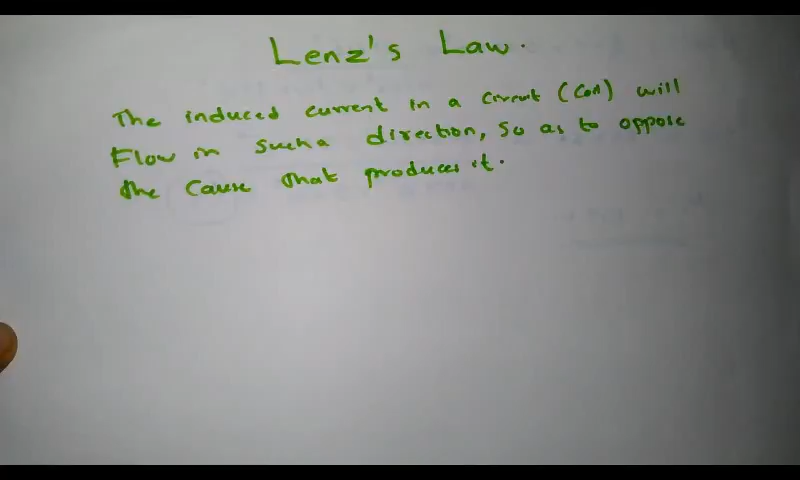 Lenz's Law.
The induced current in a circuit (coil) will
Flow in such a direction, so as to oppose
the cause that produces it.